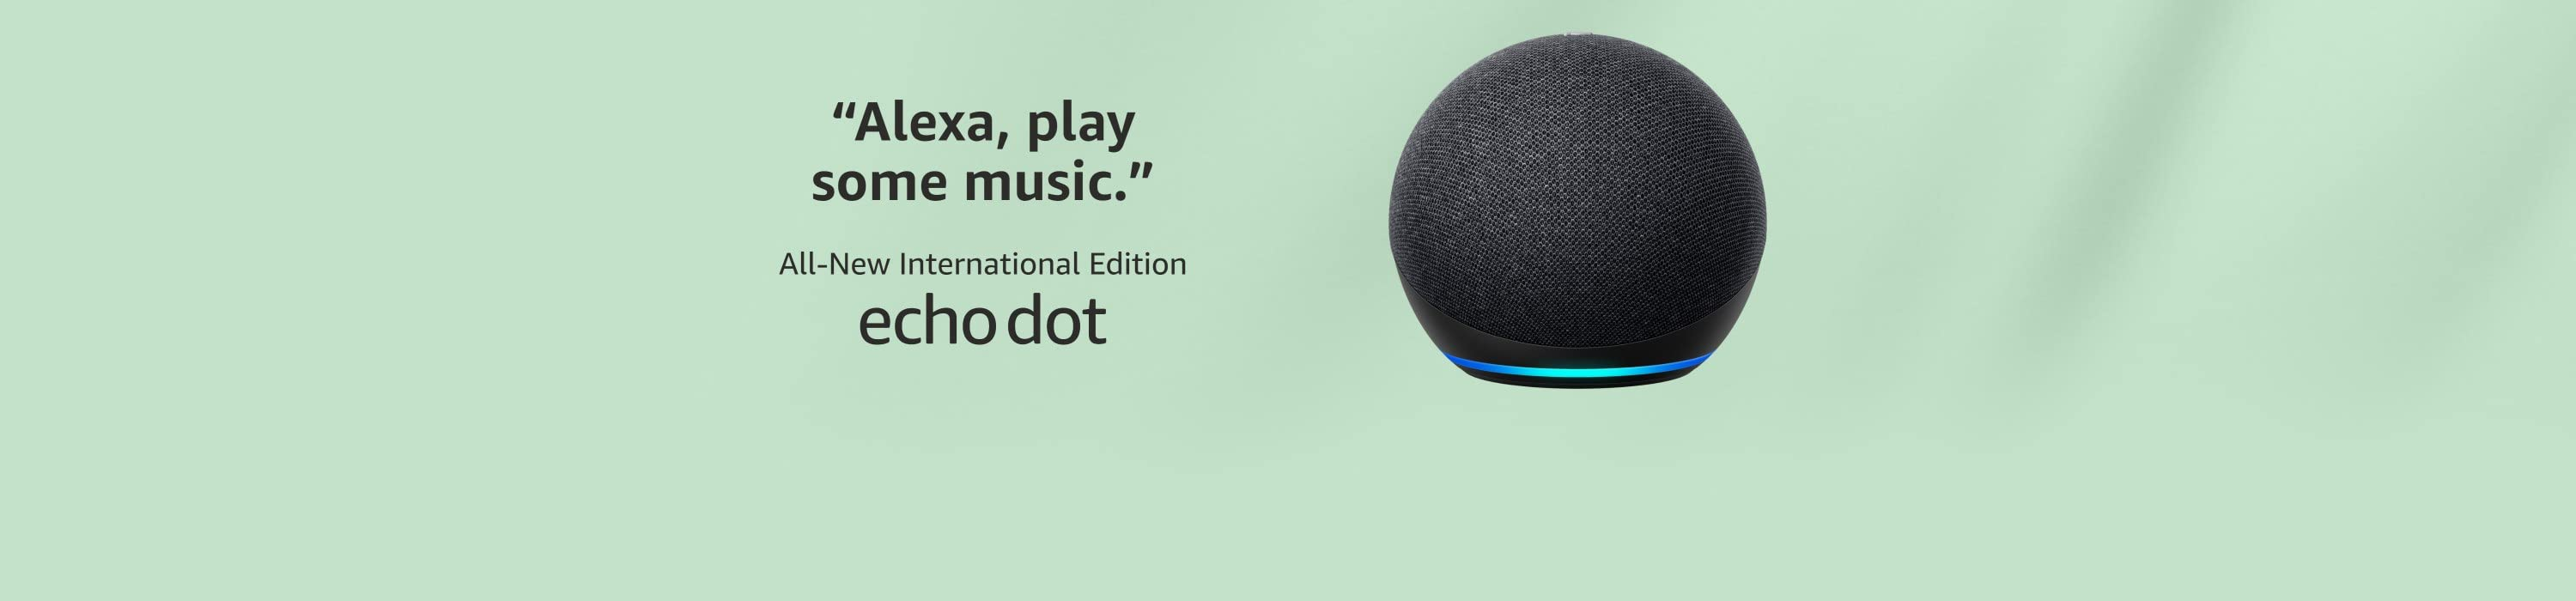 “Alexa, play
some music.”
All-New International Edition
echo dot